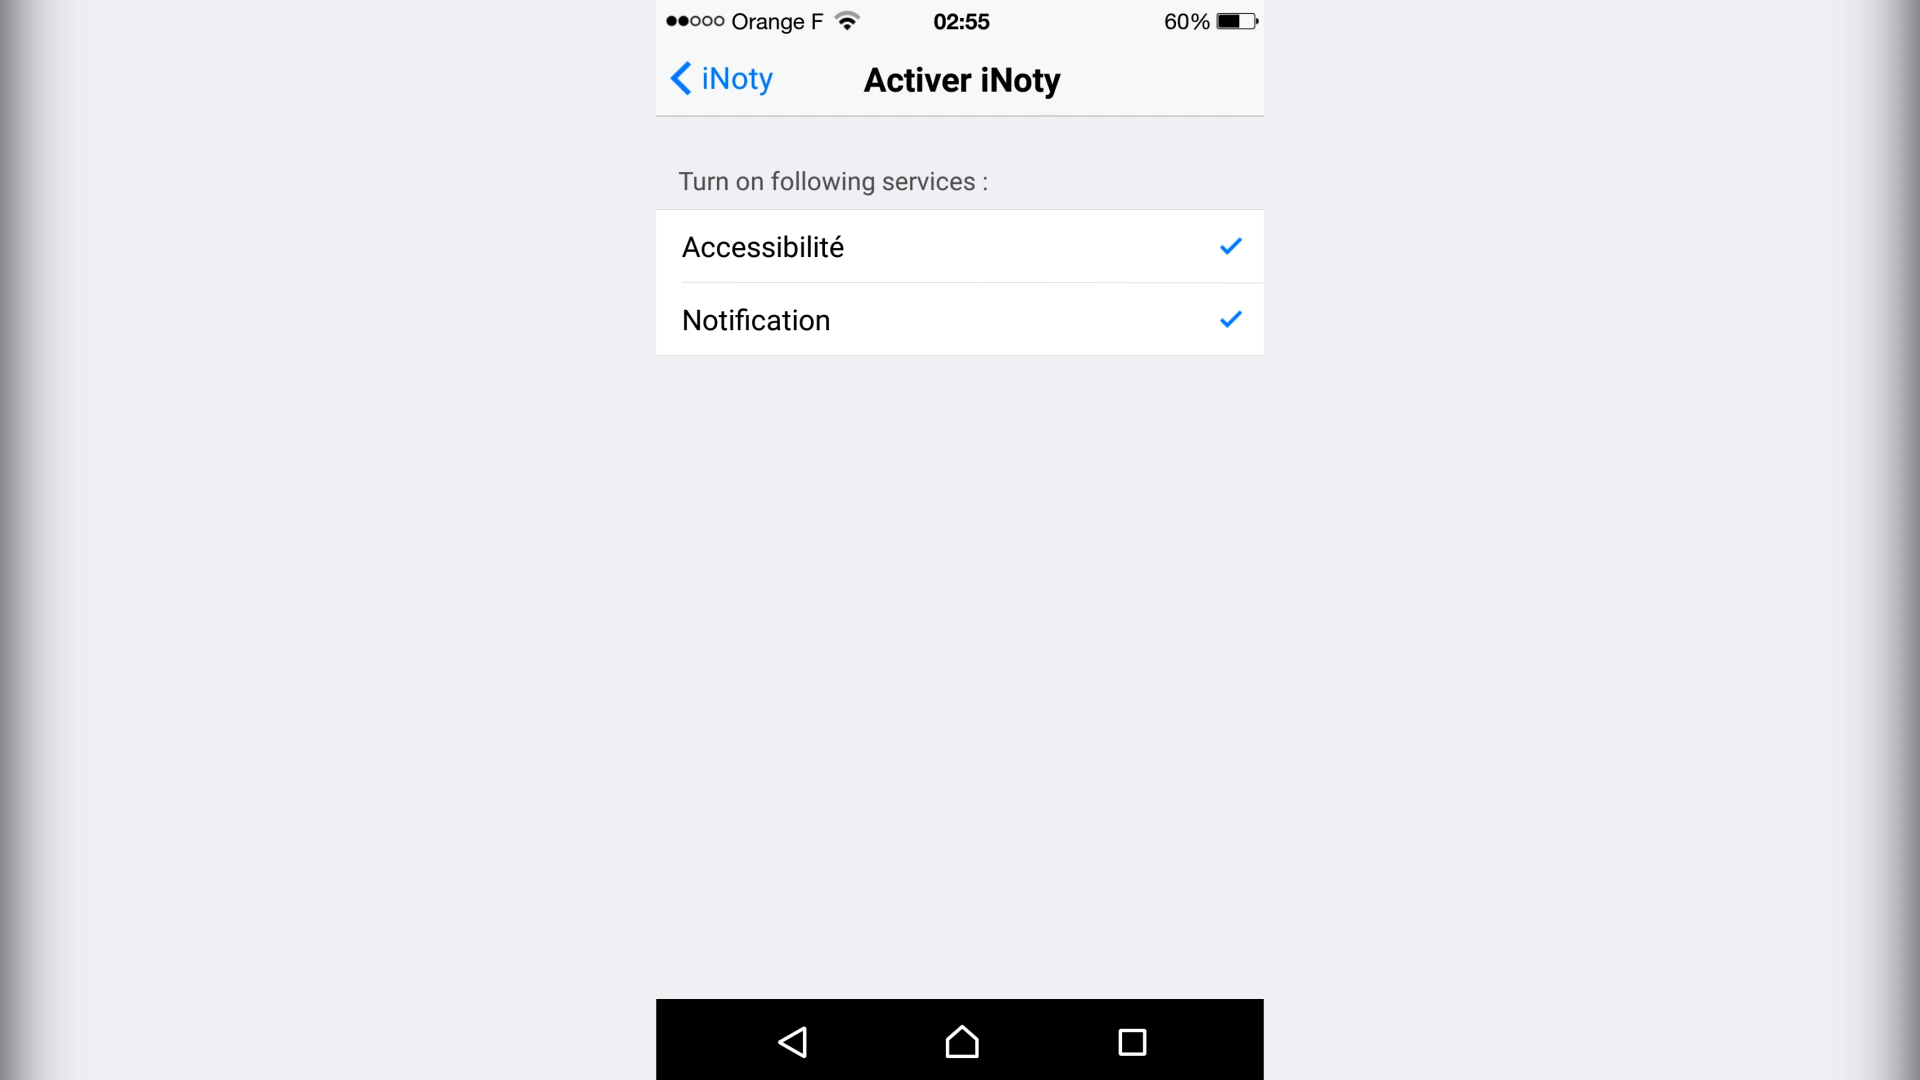 Orange F 02:55 60%
iNoty Activer iNoty
Turn on following services :
Accessibilité
Notification